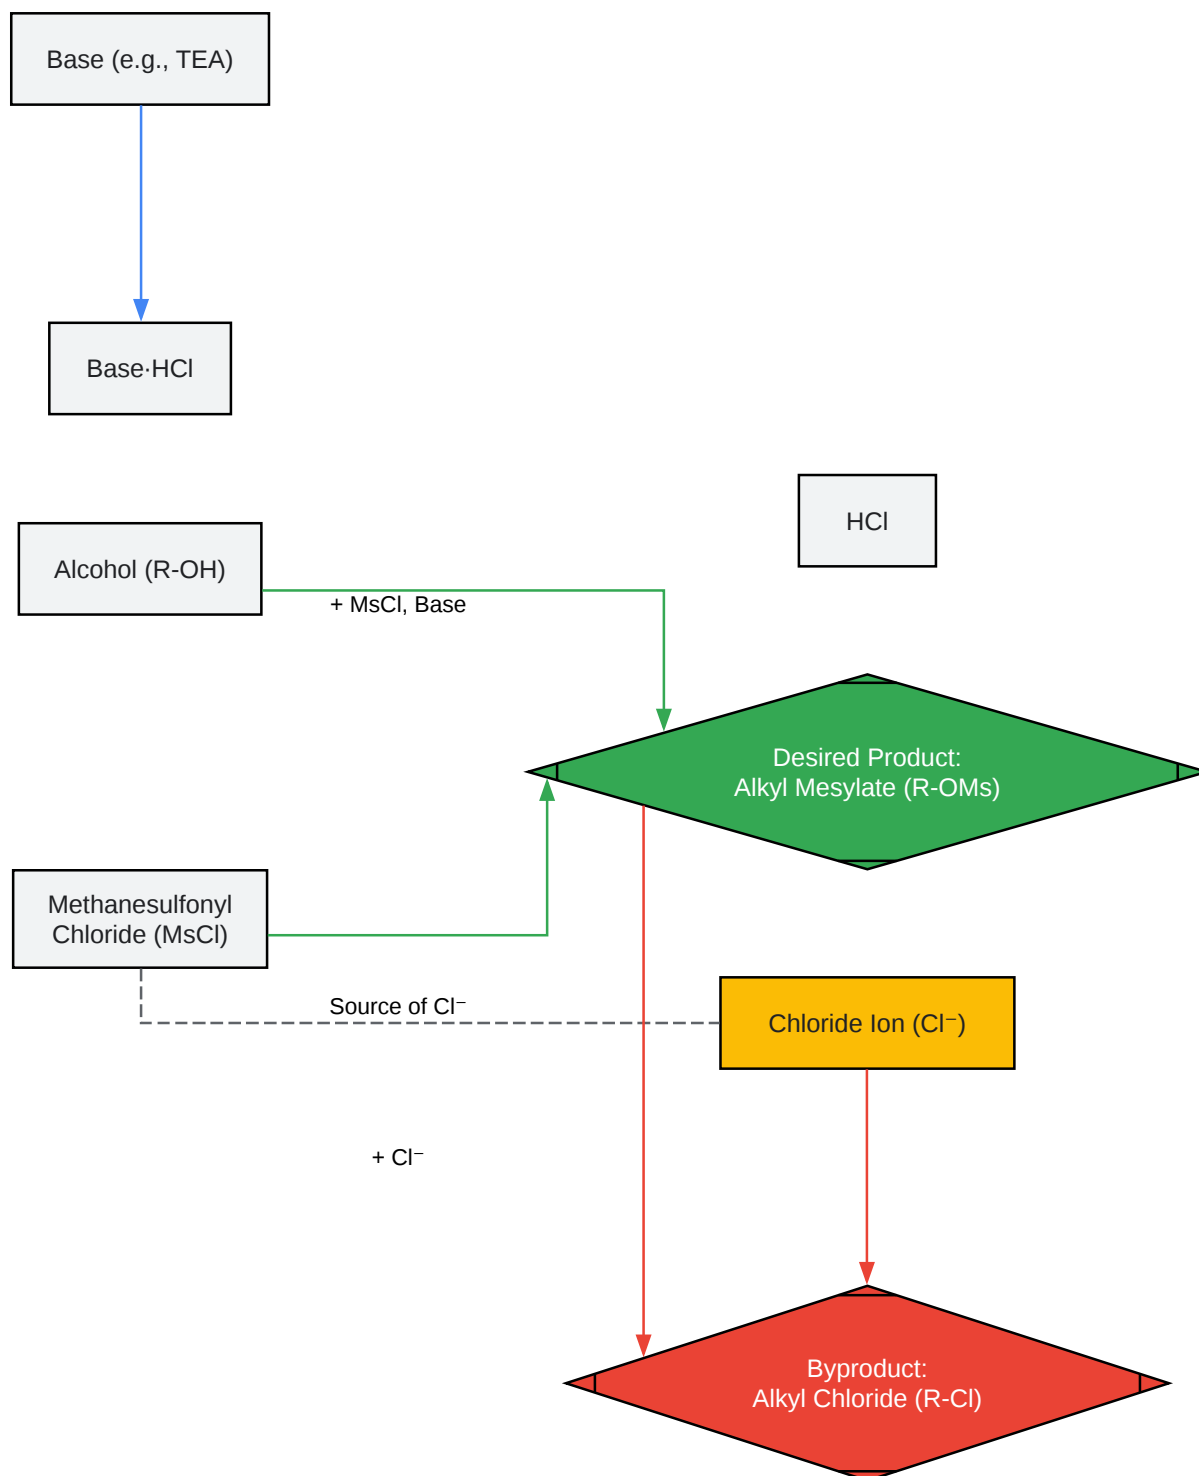 Base (e.g., TEA)
Base·HCl
HCl
Alcohol (R-OH)
+ MsCl, Base
Desired Product:
Alkyl Mesylate (R-OMs)
Methanesulfonyl
Chloride (MsCl)
Source of Cl⁻
Chloride Ion (Cl⁻)
+ Cl⁻
Byproduct:
Alkyl Chloride (R-Cl)